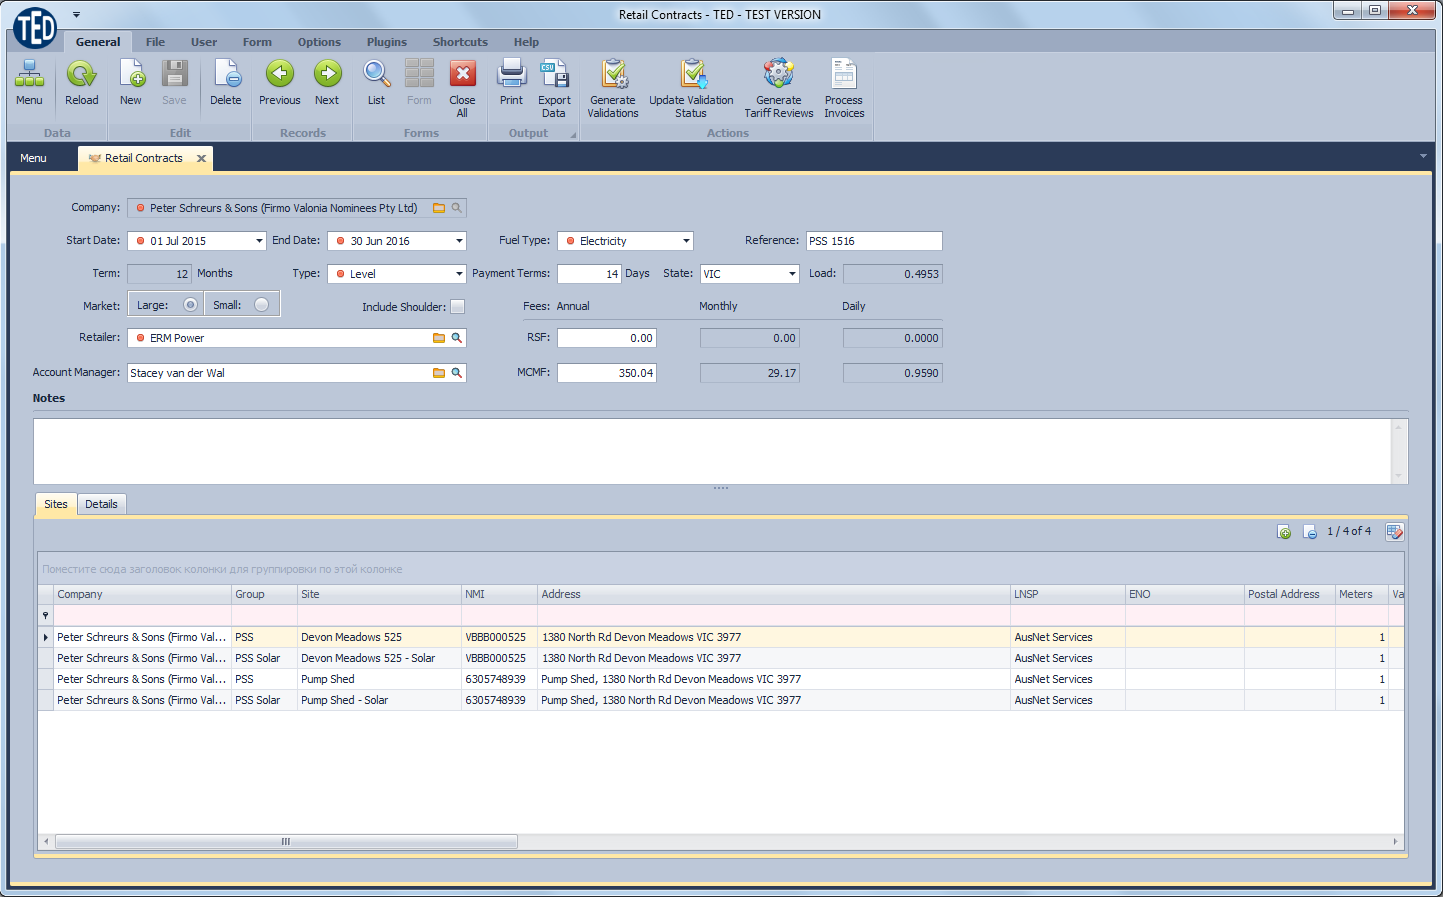 Retail Contracts - TED - TEST VERSION
TED
General File User Form Options Plugins Shortcuts Help
Menu Reload New Save Delete Previous Next List Form Close All Print Export Data Generate Validations Update Validation Status Generate Tariff Reviews Process Invoices
CSV
Data Edit Records Forms Output Actions
Menu Retail Contracts
Company: Peter Schreurs & Sons (Firmo Valonia Nominees Pty Ltd)
Start Date: 01 Jul 2015 End Date: 30 Jun 2016 Fuel Type: Electricity Reference: PSS 1516
Term: 12 Months Type: Level Payment Terms: 14 Days State: VIC Load: 0.4953
Market: Large: Small: Include Shoulder: Fees: Annual Monthly Daily
Retailer: ERM Power RSF: 0.00 0.00 0.0000
Account Manager: Stacey van der Wal MCMF: 350.04 29.17 0.9590
Notes
Sites Details
1 / 4 of 4
Поместите сюда заголовок колонки для группировки по этой колонке
Company Group Site NMI Address LNSP ENO Postal Address Meters Va
Peter Schreurs & Sons (Firmo Val... PSS Devon Meadows 525 VBBB000525 1380 North Rd Devon Meadows VIC 3977 AusNet Services 1
Peter Schreurs & Sons (Firmo Val... PSS Solar Devon Meadows 525 - Solar VBBB000525 1380 North Rd Devon Meadows VIC 3977 AusNet Services 1
Peter Schreurs & Sons (Firmo Val... PSS Pump Shed 6305748939 Pump Shed, 1380 North Rd Devon Meadows VIC 3977 AusNet Services 1
Peter Schreurs & Sons (Firmo Val... PSS Solar Pump Shed - Solar 6305748939 Pump Shed, 1380 North Rd Devon Meadows VIC 3977 AusNet Services 1